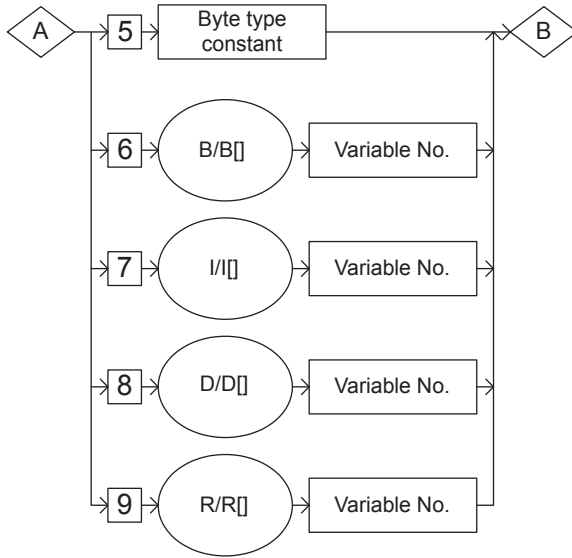 A
5
Byte type
constant
B
6
B/B[]
Variable No.
7
I/I[]
Variable No.
8
D/D[]
Variable No.
9
R/R[]
Variable No.